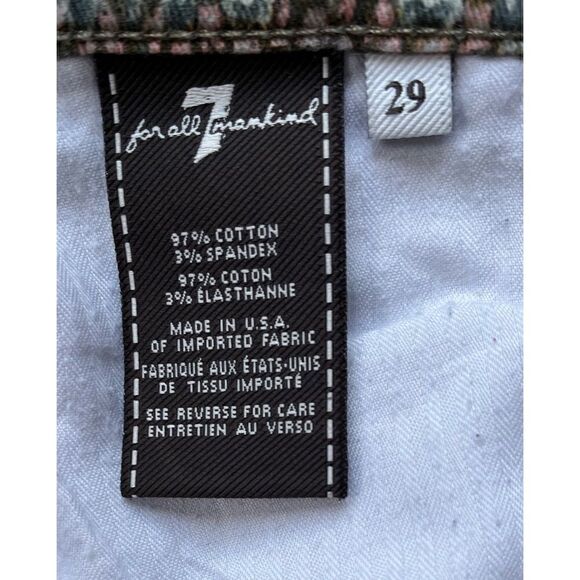 for all 7 mankind
29
97% COTTON
3% SPANDEX
97% COTON
3% ÉLASTHANNE
MADE IN U.S.A.
OF IMPORTED FABRIC
FABRIQUÉ AUX ÉTATS-UNIS
DE TISSU IMPORTÉ
SEE REVERSE FOR CARE
ENTRETIEN AU VERSO